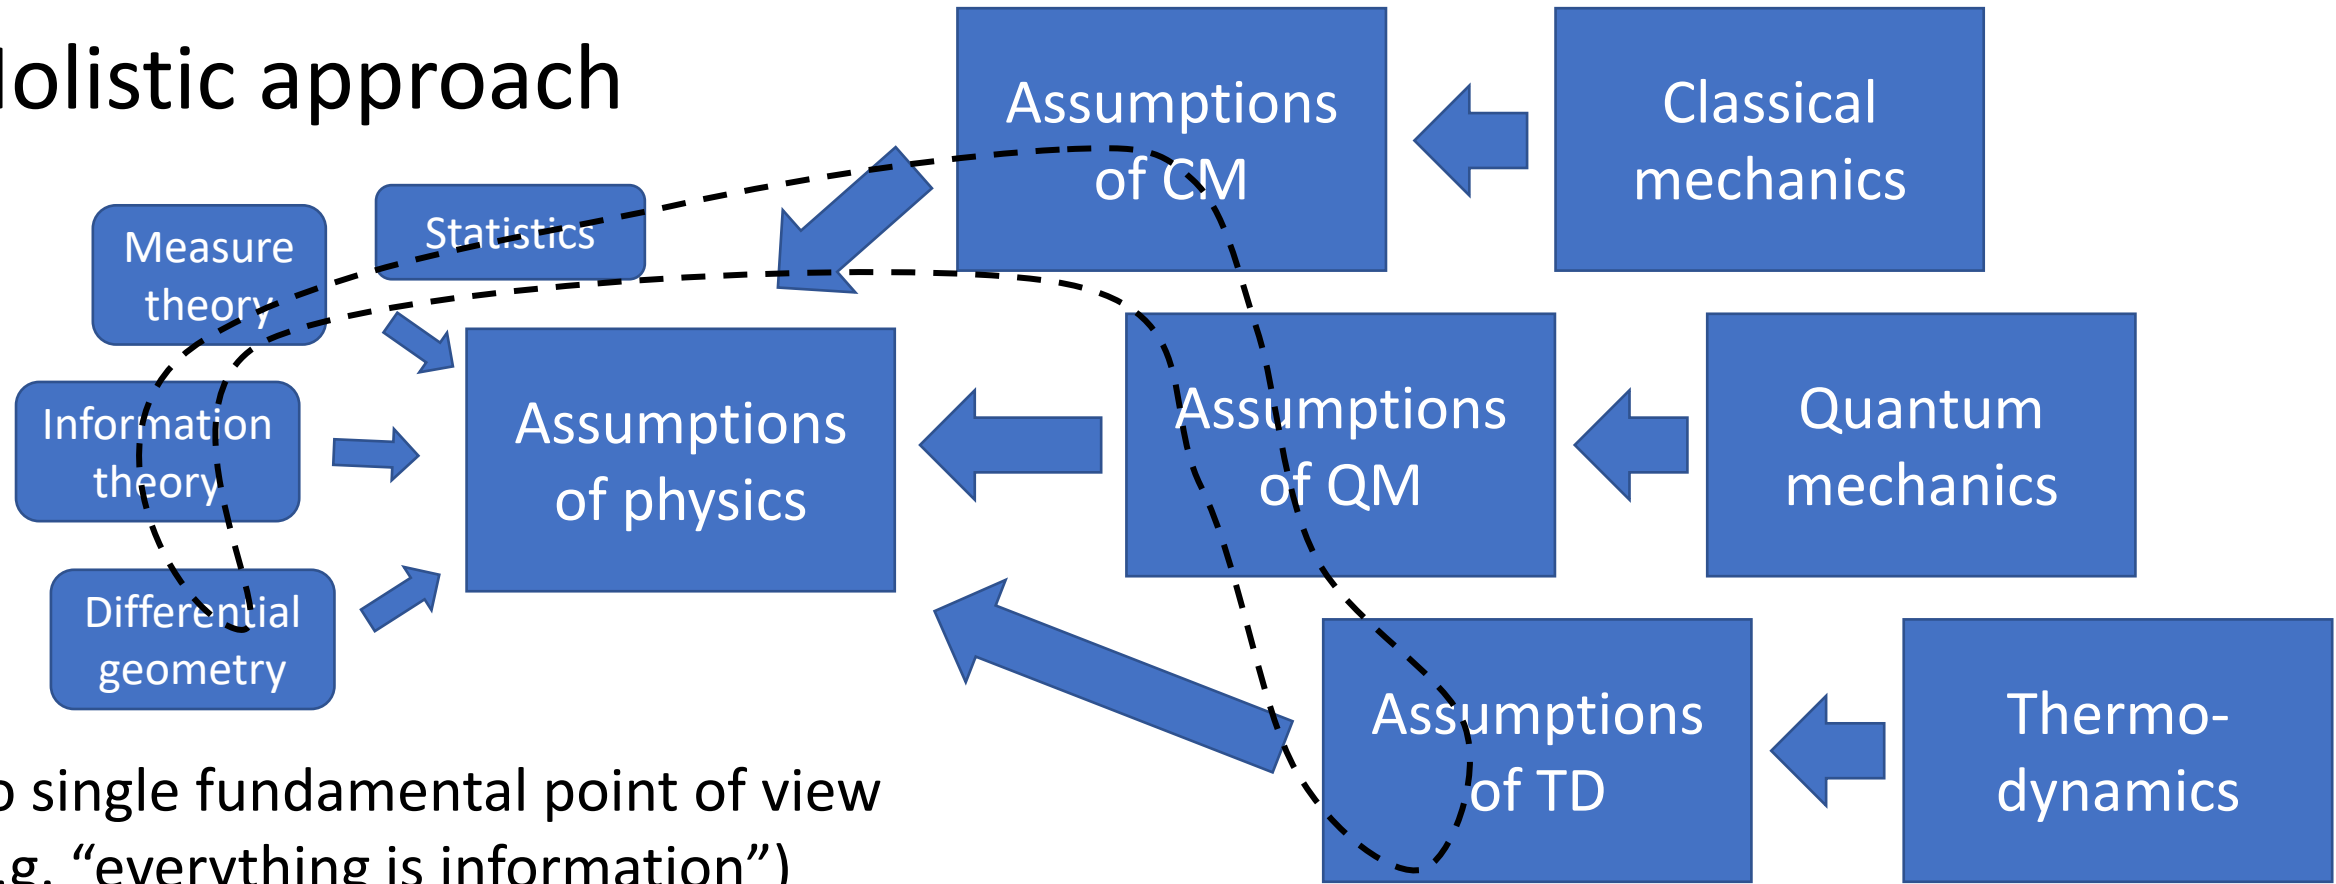 Holistic approach
Assumptions
of CM
Classical
mechanics
Measure
theory
Statistics
Information
theory
Assumptions
of physics
Assumptions
of QM
Quantum
mechanics
Differential
geometry
Assumptions
of TD
Thermo-
dynamics
o single fundamental point of view
.g. “everything is information”)